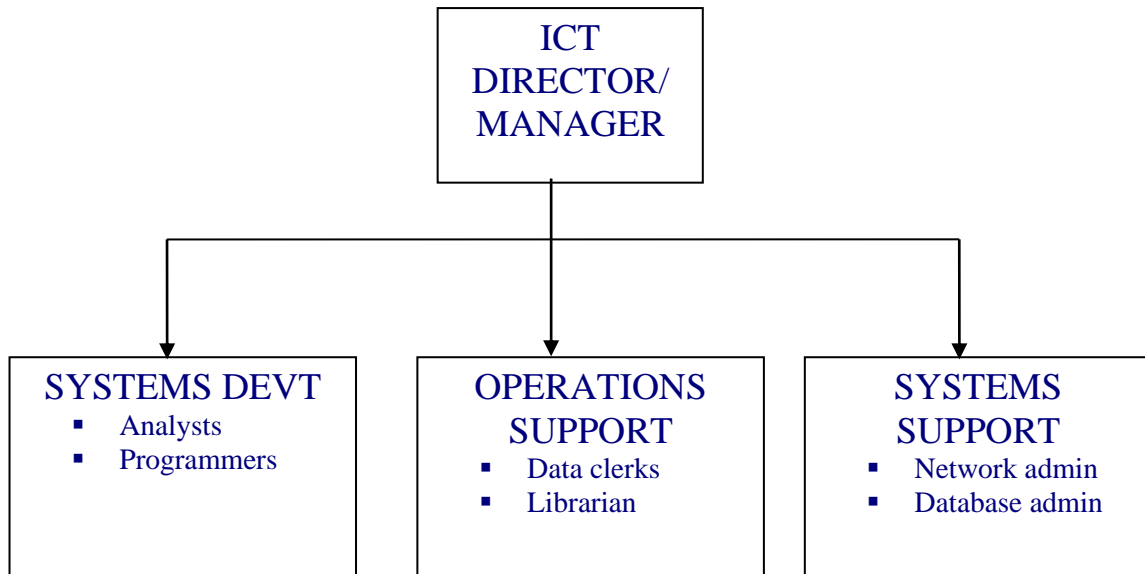 ICT
DIRECTOR/
MANAGER
SYSTEMS DEVT
▪ Analysts
▪ Programmers
OPERATIONS
SUPPORT
▪ Data clerks
▪ Librarian
SYSTEMS
SUPPORT
▪ Network admin
▪ Database admin